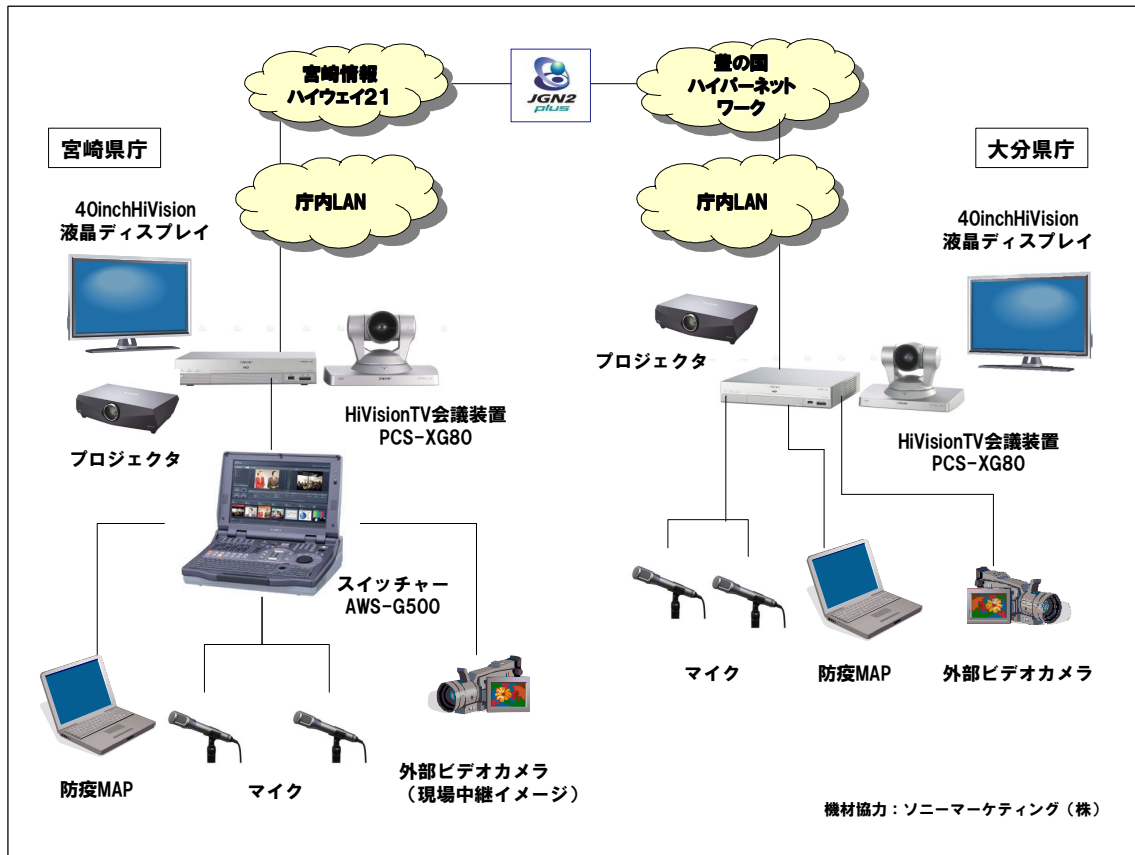 宮崎情報
ハイウェイ21
JGN2
plus
豊の国
ハイパーネット
ワーク
宮崎県庁
大分県庁
庁内LAN
庁内LAN
40inchHiVision
液晶ディスプレイ
40inchHiVision
液晶ディスプレイ
プロジェクタ
プロジェクタ
HiVisionTV会議装置
PCS-XG80
HiVisionTV会議装置
PCS-XG80
スイッチャー
AWS-G500
マイク
防疫MAP
外部ビデオカメラ
防疫MAP
マイク
外部ビデオカメラ
（現場中継イメージ）
機材協力：ソニーマーケティング（株）